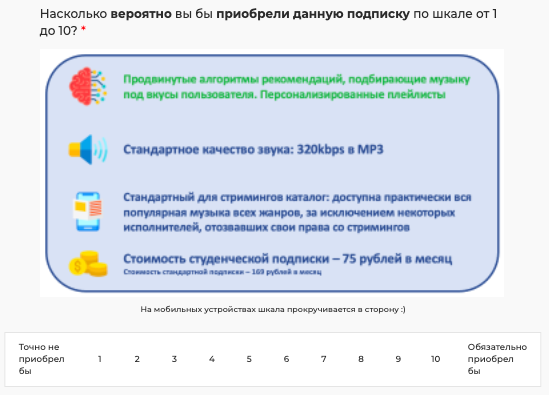 Насколько вероятно вы бы приобрели данную подписку по шкале от 1
до 10? *
Продвинутые алгоритмы рекомендаций, подбирающие музыку
под вкусы пользователя. Персонализированные плейлисты
Стандартное качество звука: 320kbps в MP3
Стандартный для стримингов каталог: доступна практически вся
популярная музыка всех жанров, за исключением некоторых
исполнителей, отозвавших свои права со стримингов
Стоимость студенческой подписки – 75 рублей в месяц
Стоимость стандартной подписки – 169 рублей в месяц
На мобильных устройствах шкала прокручивается в сторону :)
Точно не
приобрел
бы
1 2 3 4 5 6 7 8 9 10
Обязательно
приобрел
бы